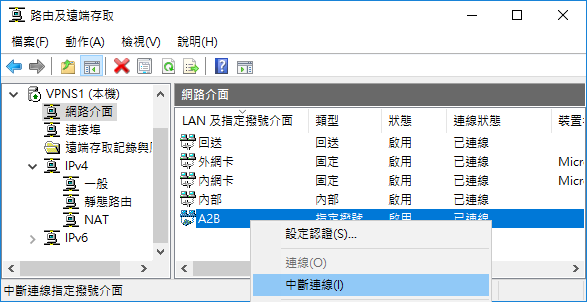 路由及遠端存取
檔案(F) 動作(A) 檢視(V) 說明(H)
VPNS1 (本機)
網路介面
連接埠
遠端存取記錄與
IPv4
一般
靜態路由
NAT
IPv6
網路介面
LAN 及指定撥號介面 類型 狀態 連線狀態 裝置
回送 回送 啟用 已連線
外網卡 固定 啟用 已連線 Micr
內網卡 固定 啟用 已連線 Micr
內部 內部 啟用 已連線
A2B 指定撥號 啟用 已連線
設定認證(S)...
連線(O)
中斷連線(I)
中斷連線指定撥號介面